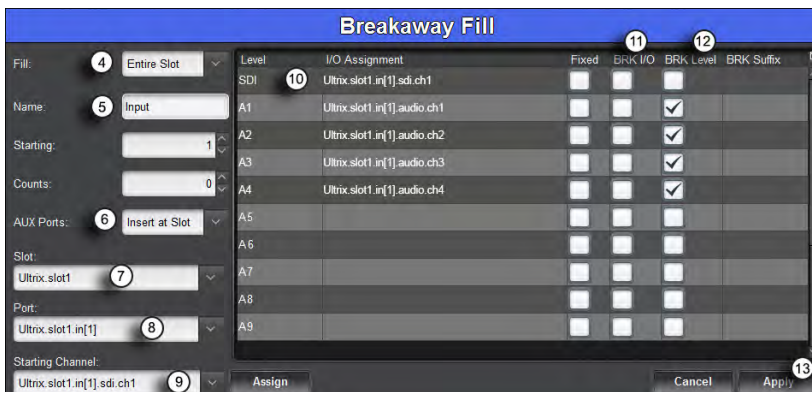 Breakaway Fill
Fill: 4 Entire Slot
Name: 5 Input
Starting: 1
Counts: 0
AUX Ports: 6 Insert at Slot
Slot:
Ultrix.slot1 7
Port:
Ultrix.slot1.in[1] 8
Starting Channel:
Ultrix.slot1.in[1].sdi.ch1 9
11 12
Level I/O Assignment Fixed BRK I/O BRK Level BRK Suffix
SDI 10 Ultrix.slot1.in[1].sdi.ch1
A1 Ultrix.slot1.in[1].audio.ch1
A2 Ultrix.slot1.in[1].audio.ch2
A3 Ultrix.slot1.in[1].audio.ch3
A4 Ultrix.slot1.in[1].audio.ch4
A5
A6
A7
A8
A9
13
Assign Cancel Apply